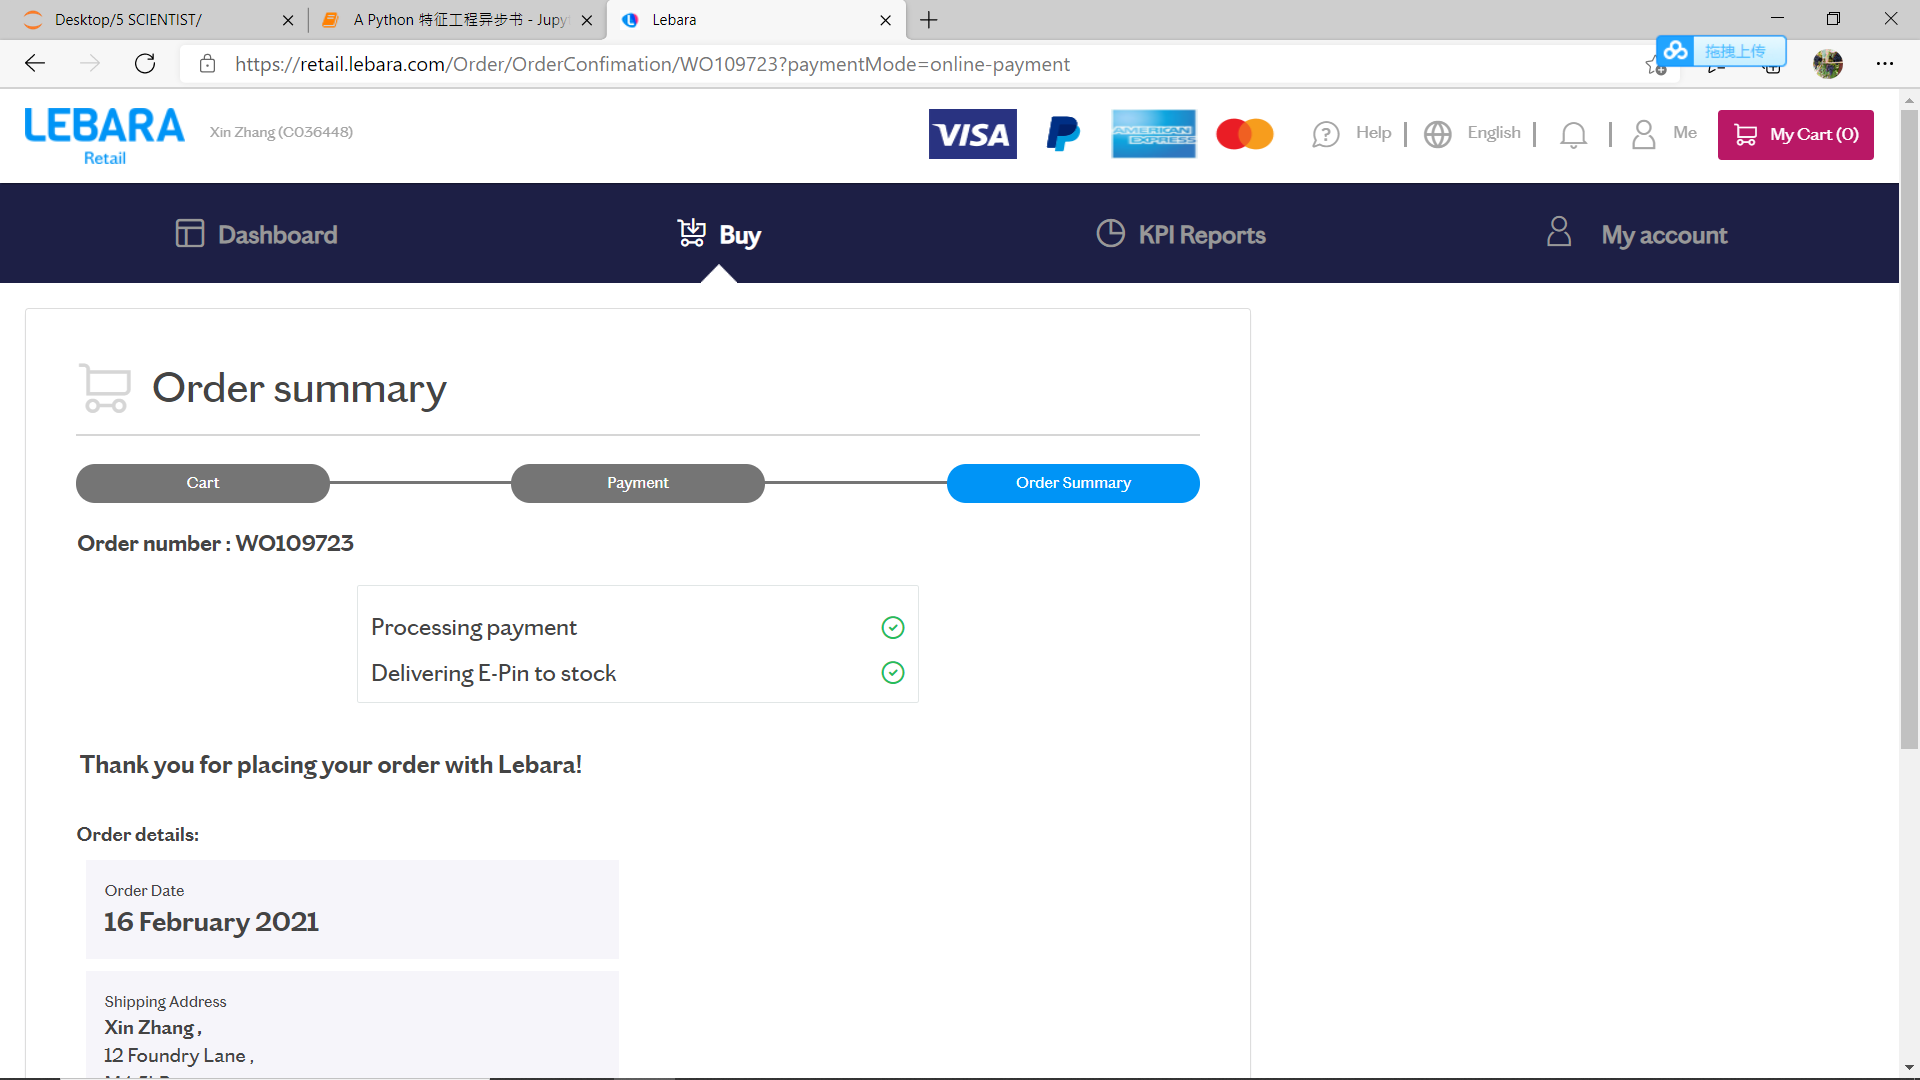 Desktop/5 SCIENTIST/
A Python 特征工程异步书 - Jupy
Lebara
https://retail.lebara.com/Order/OrderConfimation/WO109723?paymentMode=online-payment
拖拽上传
LEBARA
Retail
Xin Zhang (C036448)
VISA
AMERICAN EXPRESS
Help
English
Me
My Cart (0)
Dashboard
Buy
KPI Reports
My account
Order summary
Cart
Payment
Order Summary
Order number : WO109723
Processing payment
Delivering E-Pin to stock
Thank you for placing your order with Lebara!
Order details:
Order Date
16 February 2021
Shipping Address
Xin Zhang ,
12 Foundry Lane ,